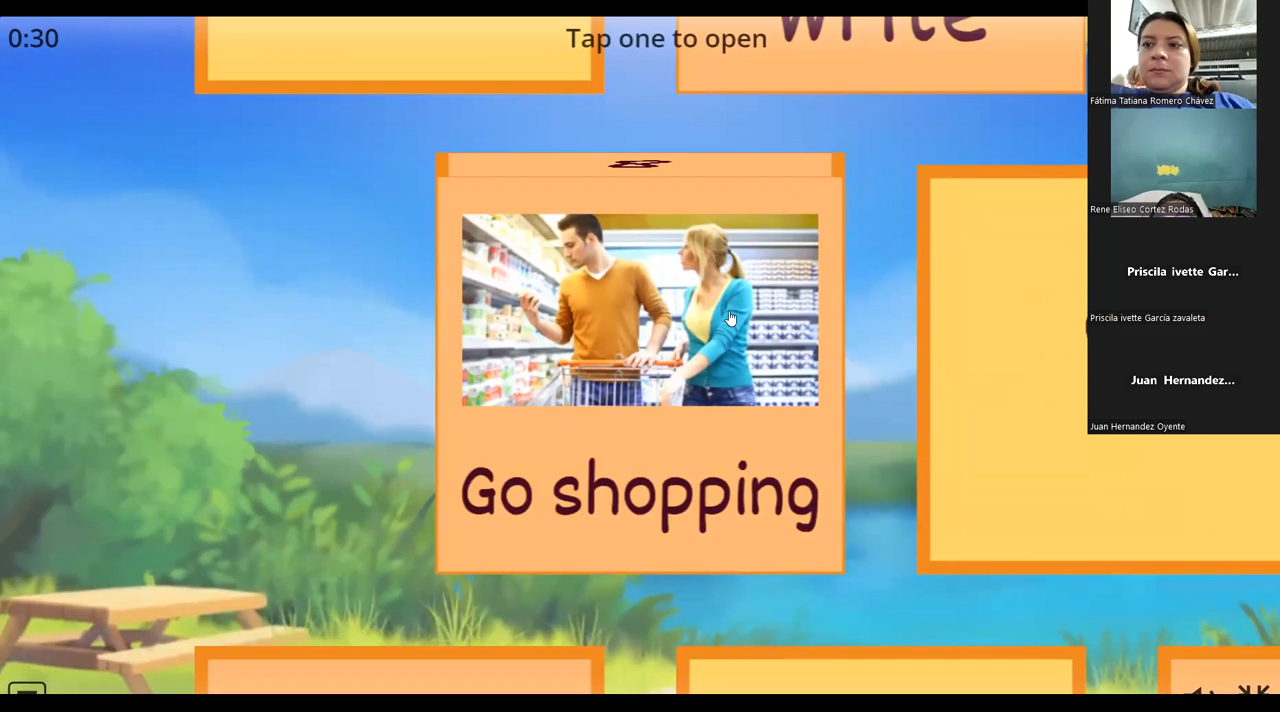 0:30
Tap one to open
write
Go shopping
Fátima Tatiana Romero Chávez
Rene Eliseo Cortez Rodas
Priscila ivette Gar...
Priscila ivette García zavaleta
Juan Hernandez...
Juan Hernandez Oyente